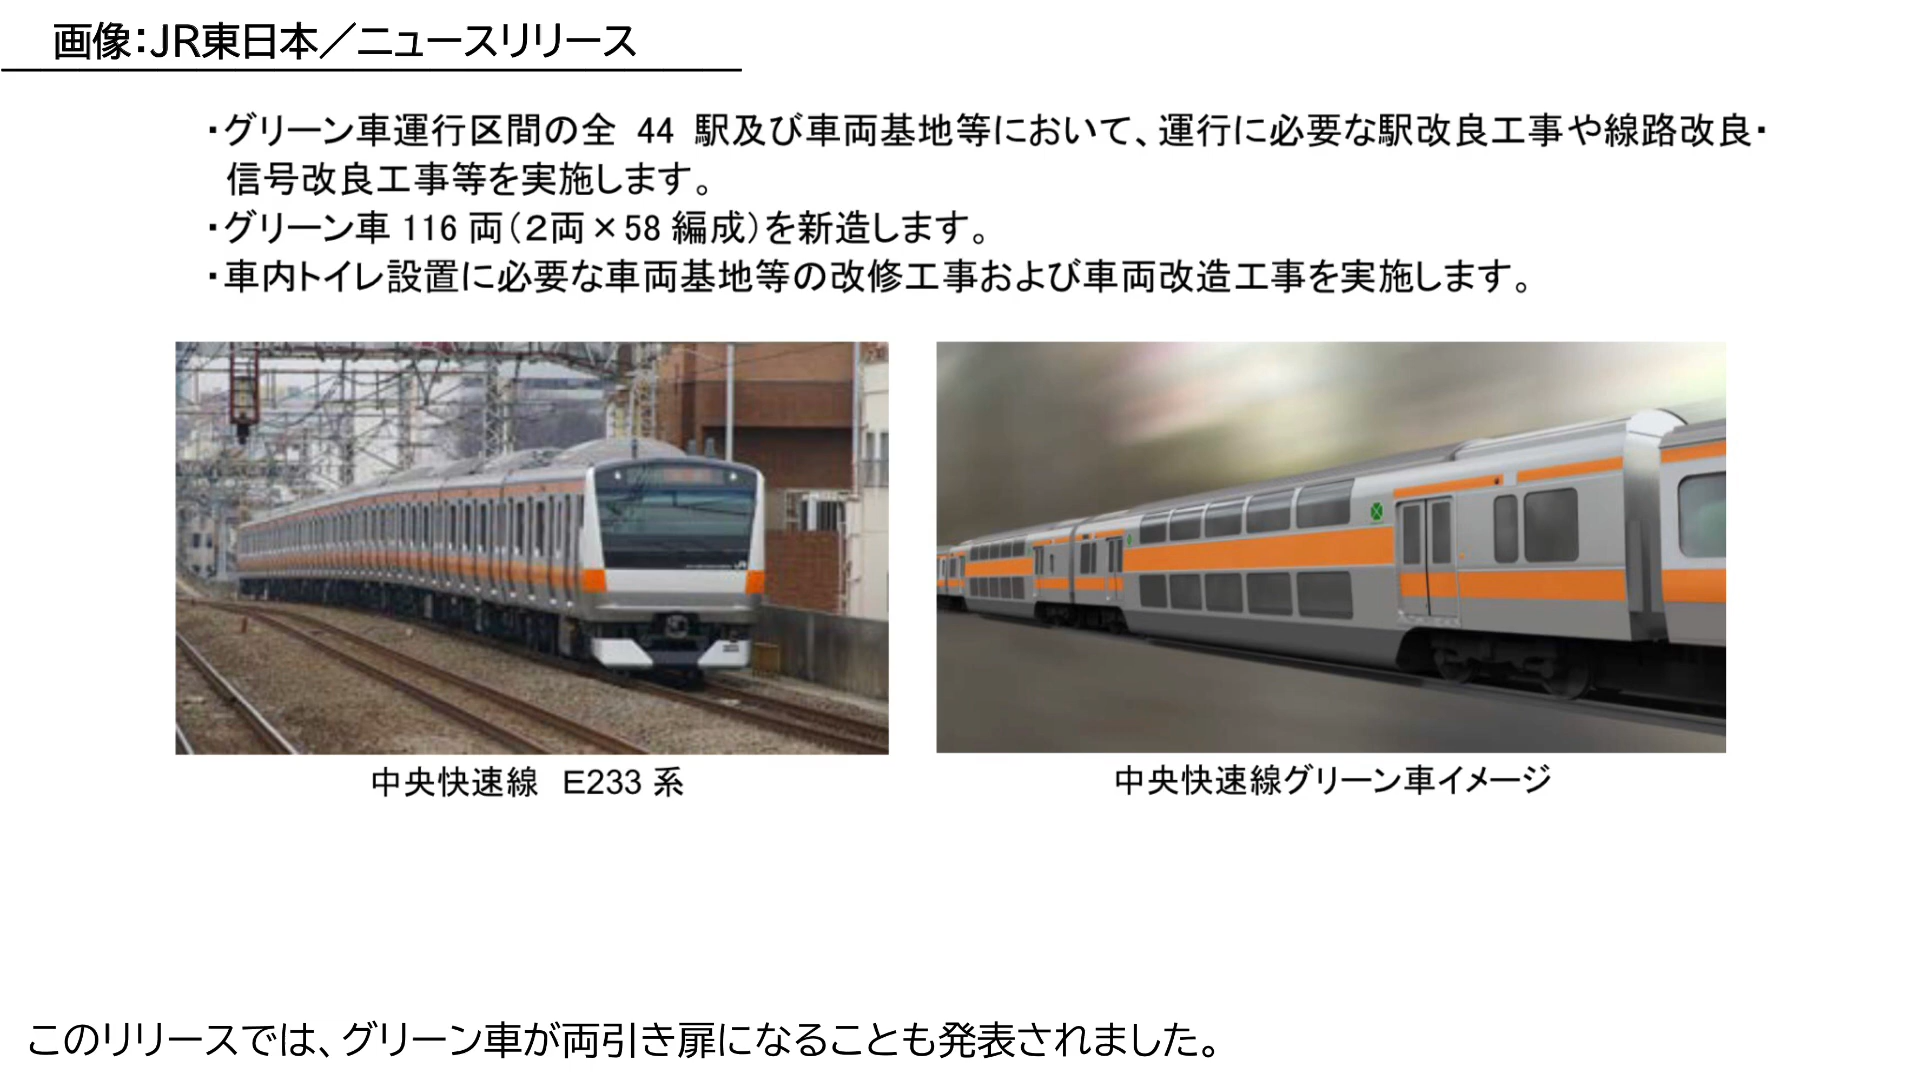 画像：JR東日本／ニュースリリース
・グリーン車運行区間の全 44 駅及び車両基地等において、運行に必要な駅改良工事や線路改良・
信号改良工事等を実施します。
・グリーン車 116 両（２両×58 編成）を新造します。
・車内トイレ設置に必要な車両基地等の改修工事および車両改造工事を実施します。
中央快速線　E233 系
中央快速線グリーン車イメージ
このリリースでは、グリーン車が両引き扉になることも発表されました。